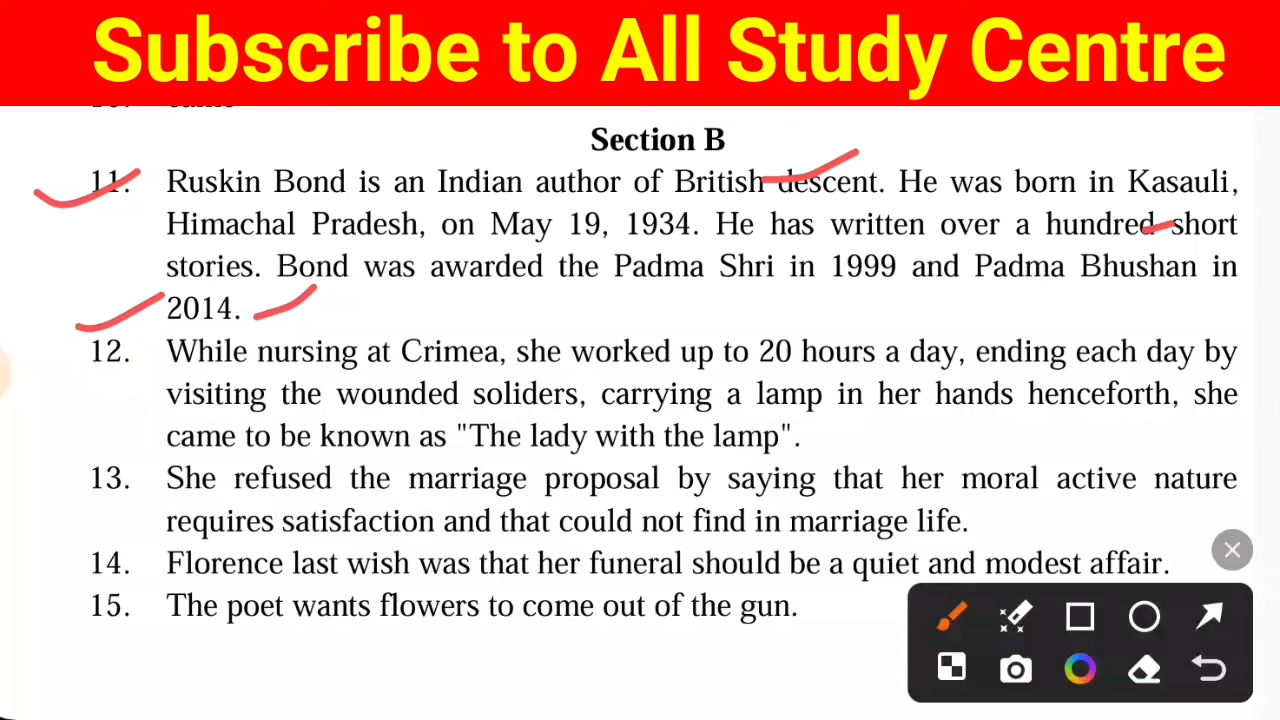 Subscribe to All Study Centre
Section B
11. Ruskin Bond is an Indian author of British descent. He was born in Kasauli,
Himachal Pradesh, on May 19, 1934. He has written over a hundred short
stories. Bond was awarded the Padma Shri in 1999 and Padma Bhushan in
2014.
12. While nursing at Crimea, she worked up to 20 hours a day, ending each day by
visiting the wounded soliders, carrying a lamp in her hands henceforth, she
came to be known as "The lady with the lamp".
13. She refused the marriage proposal by saying that her moral active nature
requires satisfaction and that could not find in marriage life.
14. Florence last wish was that her funeral should be a quiet and modest affair.
15. The poet wants flowers to come out of the gun.